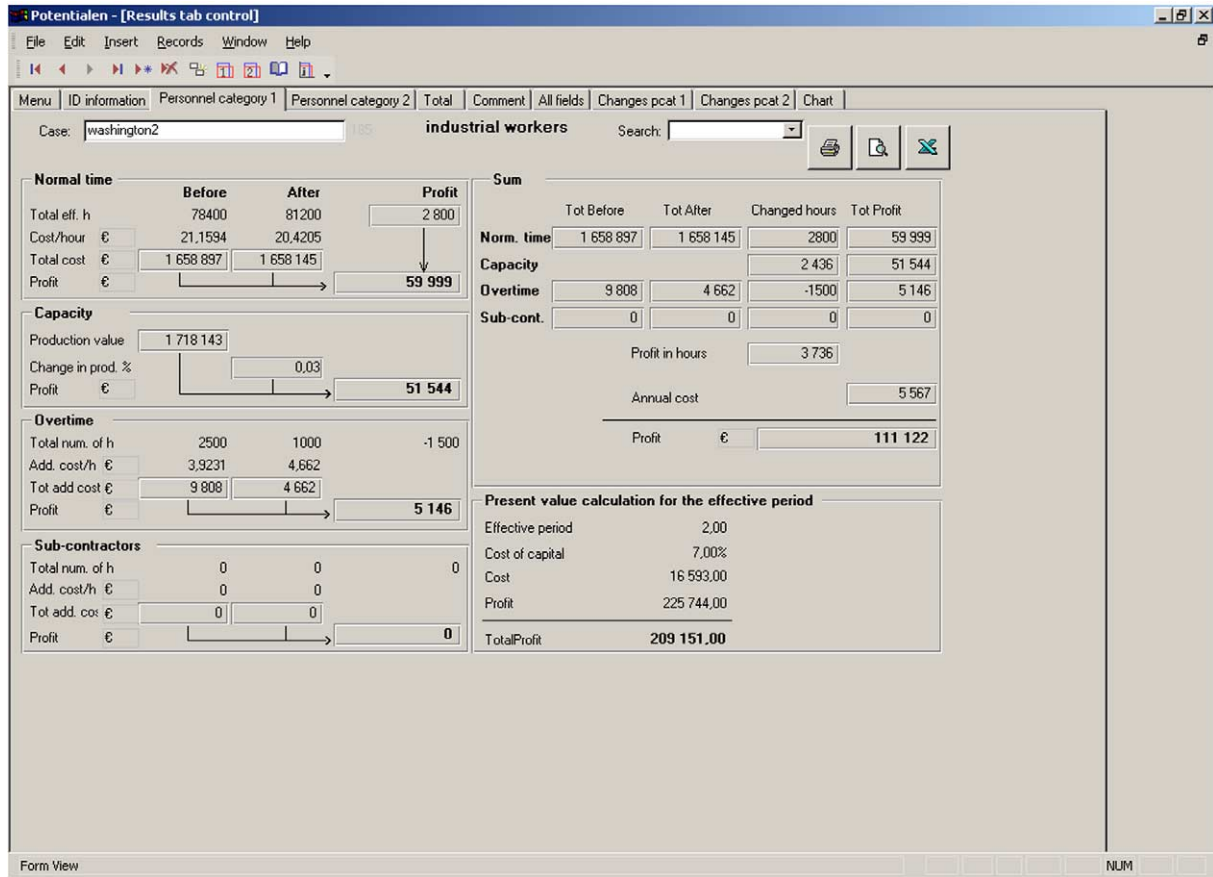 Potentialen - [Results tab control]
File Edit Insert Records Window Help
Menu ID information Personnel category 1 Personnel category 2 Total Comment All fields Changes pcat 1 Changes pcat 2 Chart
Case: washington2 185 industrial workers Search:
Normal time
Before After Profit
Total eff. h 78400 81200 2 800
Cost/hour € 21,1594 20,4205
Total cost € 1 658 897 1 658 145
Profit € 59 999
Capacity
Production value 1 718 143
Change in prod. % 0,03
Profit € 51 544
Overtime
Total num. of h 2500 1000 -1 500
Add. cost/h € 3,9231 4,662
Tot add cost € 9 808 4 662
Profit € 5 146
Sub-contractors
Total num. of h 0 0 0
Add. cost/h € 0 0
Tot add. cos € 0 0
Profit € 0
Sum
Tot Before Tot After Changed hours Tot Profit
Norm. time 1 658 897 1 658 145 2800 59 999
Capacity 2 436 51 544
Overtime 9 808 4 662 -1500 5 146
Sub-cont. 0 0 0 0
Profit in hours 3 736
Annual cost 5 567
Profit € 111 122
Present value calculation for the effective period
Effective period 2,00
Cost of capital 7,00%
Cost 16 593,00
Profit 225 744,00
TotalProfit 209 151,00
Form View NUM